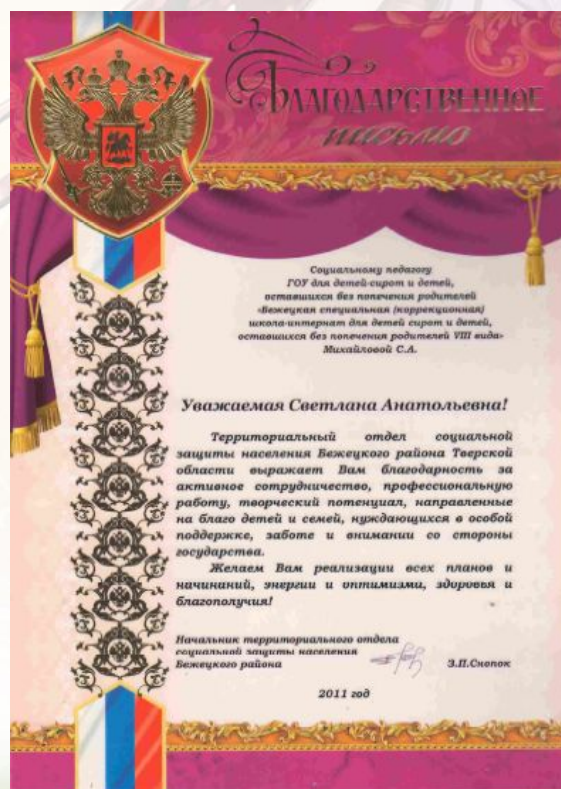 Благодарственное
письмо
Социальному педагогу
ГОУ для детей-сирот и детей,
оставшихся без попечения родителей
«Бежецкая специальная (коррекционная)
школа-интернат для детей сирот и детей,
оставшихся без попечения родителей VIII вида»
Михайловой С.А.
Уважаемая Светлана Анатольевна!
Территориальный отдел социальной
защиты населения Бежецкого района Тверской
области выражает Вам благодарность за
активное сотрудничество, профессиональную
работу, творческий потенциал, направленные
на благо детей и семей, нуждающихся в особой
поддержке, заботе и внимании со стороны
государства.
Желаем Вам реализации всех планов и
начинаний, энергии и оптимизма, здоровья и
благополучия!
Начальник территориального отдела
социальной защиты населения
Бежецкого района З.П.Снопок
2011 год